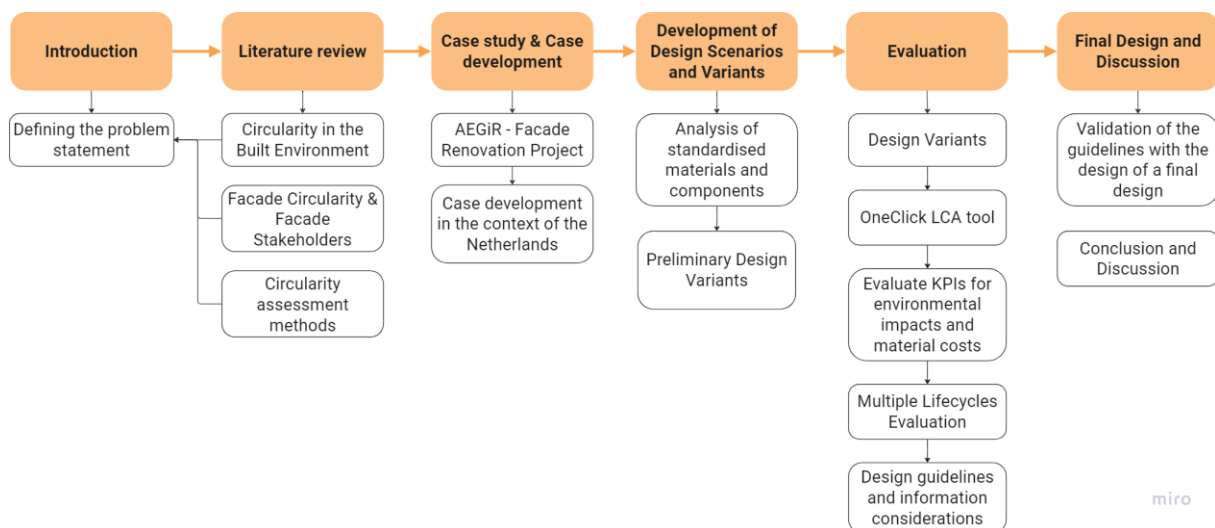 Introduction
Literature review
Case study & Case
development
Development of
Design Scenarios
and Variants
Evaluation
Final Design and
Discussion
Defining the problem
statement
Circularity in the
Built Environment
Facade Circularity &
Facade
Stakeholders
Circularity
assessment
methods
AEGiR - Facade
Renovation Project
Case development
in the context of the
Netherlands
Analysis of
standardised
materials and
components
Preliminary Design
Variants
Design Variants
OneClick LCA tool
Evaluate KPIs for
environmental
impacts and
material costs
Multiple Lifecycles
Evaluation
Design guidelines
and information
considerations
Validation of the
guidelines with the
design of a final
design
Conclusion and
Discussion
miro